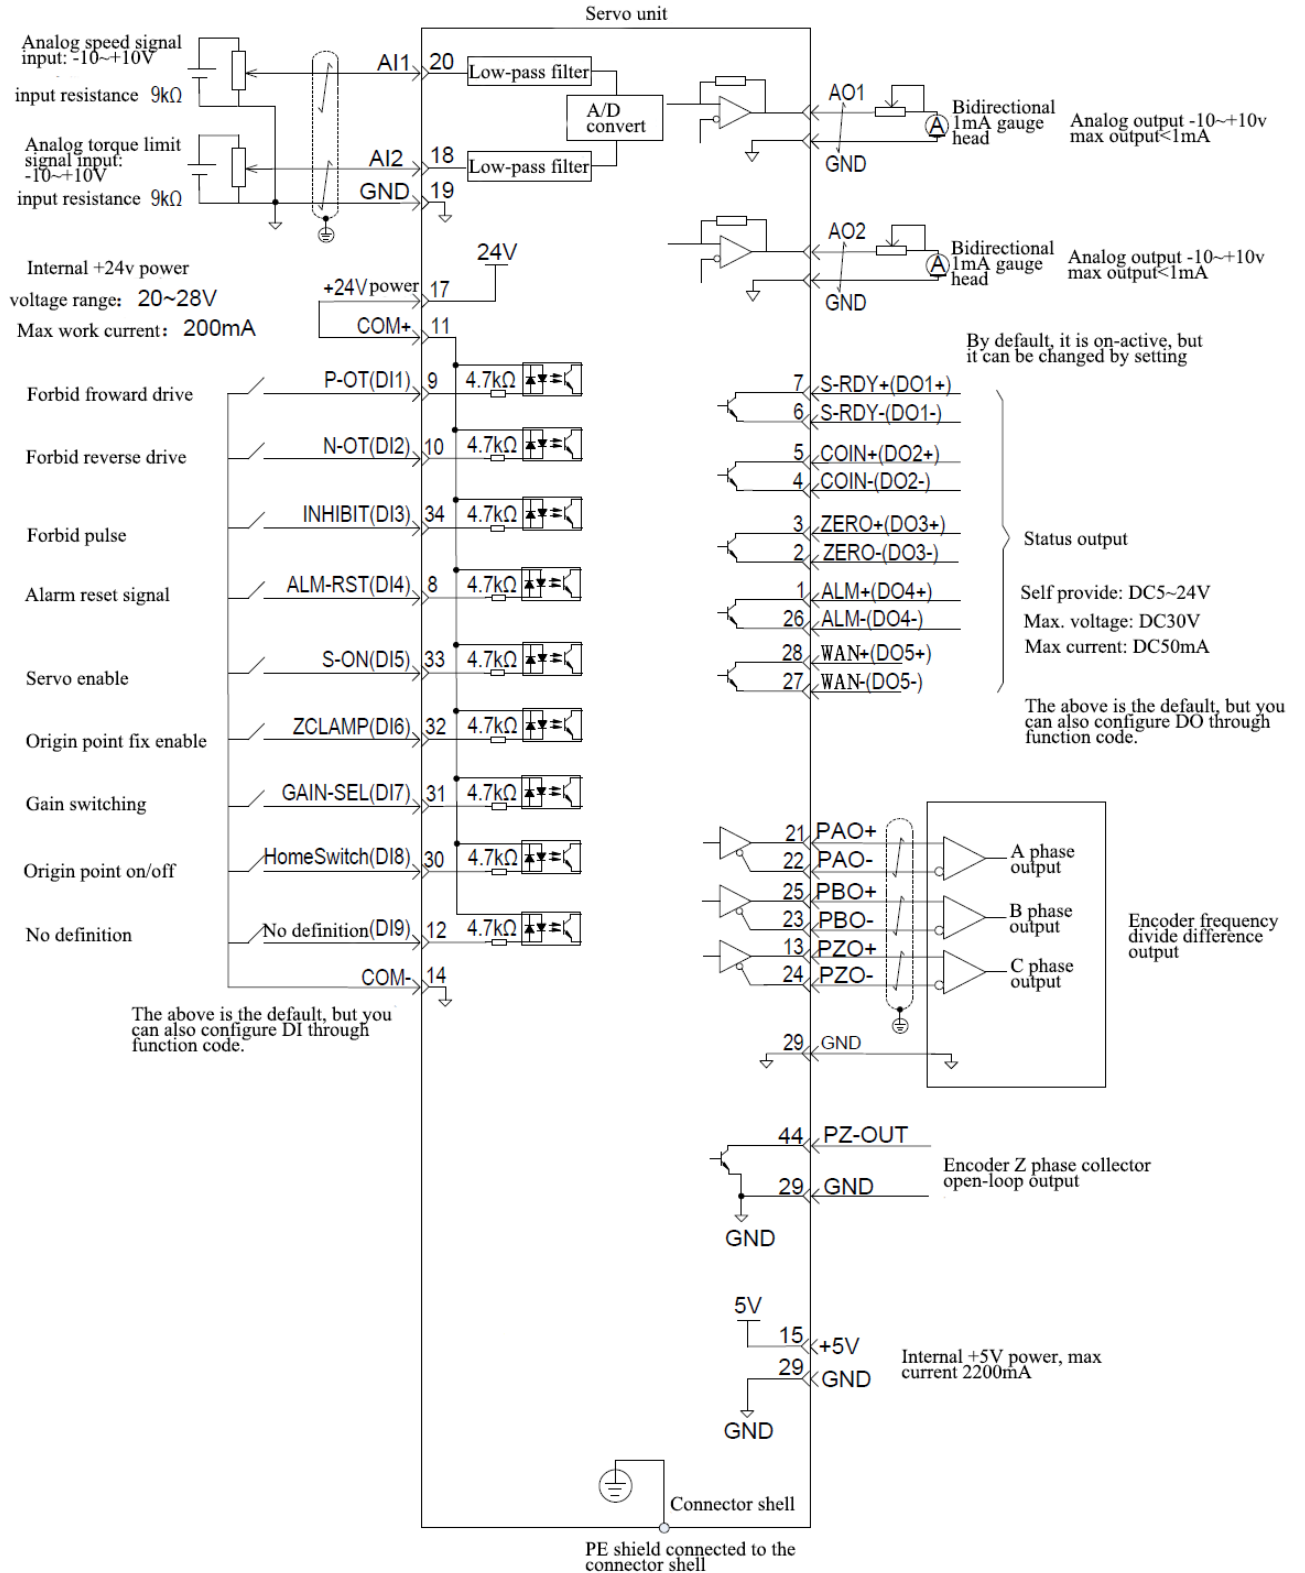 Servo unit
Analog speed signal
input: -10~+10V
input resistance 9kΩ
AI1
20
Low-pass filter
A/D
convert
Analog torque limit
signal input:
-10~+10V
input resistance 9kΩ
AI2
18
Low-pass filter
GND
19
AO1
GND
Bidirectional
1mA gauge
head
A
Analog output -10~+10v
max output<1mA
AO2
GND
Bidirectional
1mA gauge
head
A
Analog output -10~+10v
max output<1mA
Internal +24v power
voltage range: 20~28V
Max work current: 200mA
24V
+24V power
17
COM+
11
By default, it is on-active, but
it can be changed by setting
Forbid froward drive
P-OT(DI1)
9
4.7kΩ
Forbid reverse drive
N-OT(DI2)
10
4.7kΩ
Forbid pulse
INHIBIT(DI3)
34
4.7kΩ
Alarm reset signal
ALM-RST(DI4)
8
4.7kΩ
Servo enable
S-ON(DI5)
33
4.7kΩ
Origin point fix enable
ZCLAMP(DI6)
32
4.7kΩ
Gain switching
GAIN-SEL(DI7)
31
4.7kΩ
Origin point on/off
HomeSwitch(DI8)
30
4.7kΩ
No definition
No definition(DI9)
12
4.7kΩ
COM-
14
The above is the default, but you
can also configure DI through
function code.
7 S-RDY+(DO1+)
6 S-RDY-(DO1-)
5 COIN+(DO2+)
4 COIN-(DO2-)
3 ZERO+(DO3+)
2 ZERO-(DO3-)
1 ALM+(DO4+)
26 ALM-(DO4-)
28 WAN+(DO5+)
27 WAN-(DO5-)
Status output
Self provide: DC5~24V
Max. voltage: DC30V
Max current: DC50mA
The above is the default, but you
can also configure DO through
function code.
21 PAO+
22 PAO-
25 PBO+
23 PBO-
13 PZO+
24 PZO-
A phase
output
B phase
output
C phase
output
Encoder frequency
divide difference
output
29 GND
44 PZ-OUT
29 GND
GND
Encoder Z phase collector
open-loop output
5V
15 +5V
29 GND
GND
Internal +5V power, max
current 2200mA
Connector shell
PE shield connected to the
connector shell